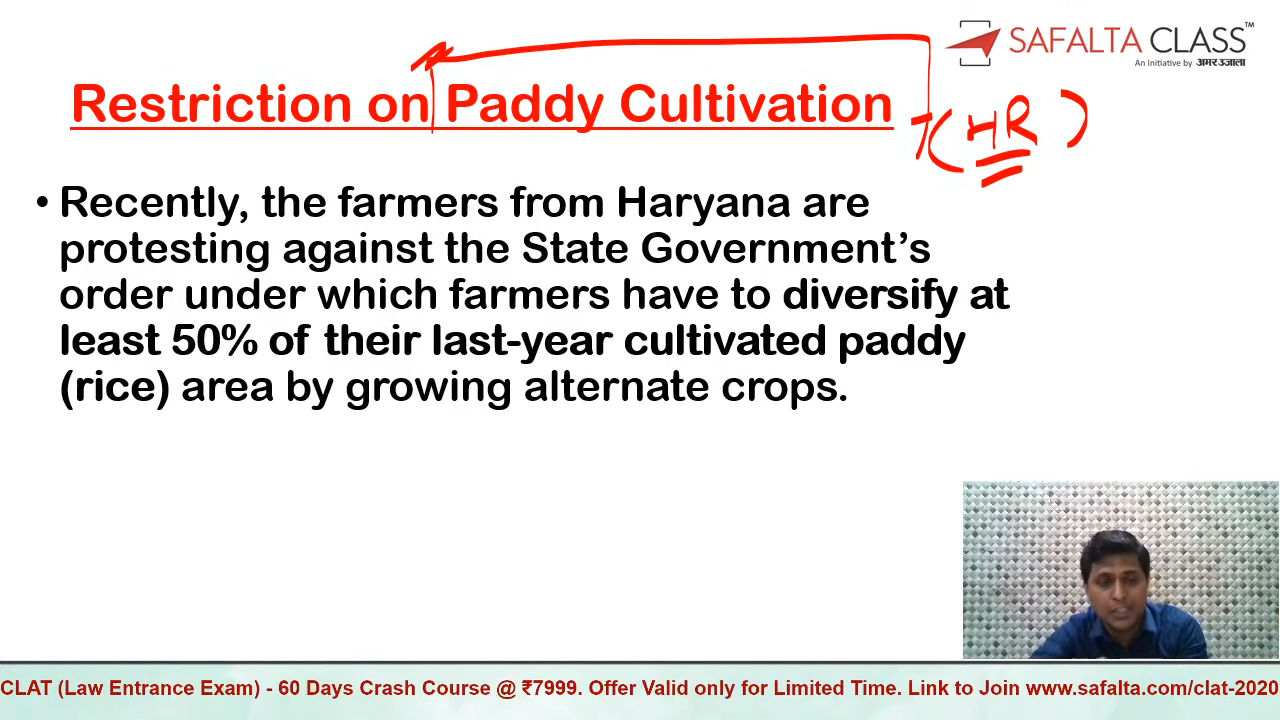 SAFALTA CLASS™
An Initiative by अमर उजाला
Restriction on Paddy Cultivation
(HR)
• Recently, the farmers from Haryana are
protesting against the State Government’s
order under which farmers have to diversify at
least 50% of their last-year cultivated paddy
(rice) area by growing alternate crops.
CLAT (Law Entrance Exam) - 60 Days Crash Course @ ₹7999. Offer Valid only for Limited Time. Link to Join www.safalta.com/clat-2020